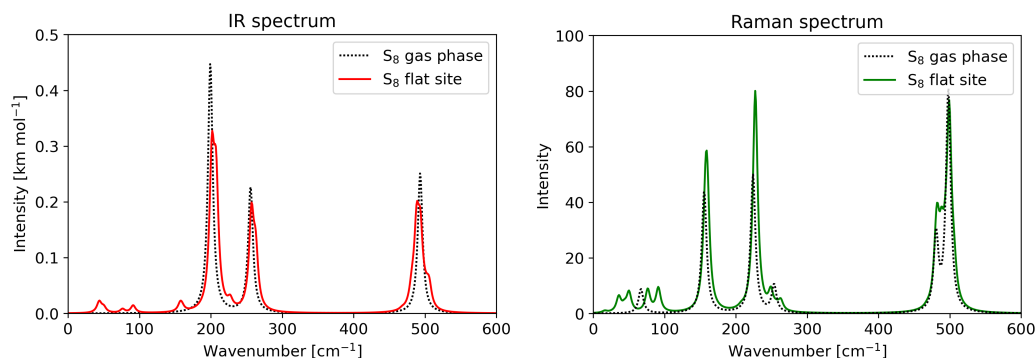 IR spectrum
0.5
0.4
0.3
0.2
0.1
0.0
Intensity [km mol⁻¹]
S₈ gas phase
S₈ flat site
0 100 200 300 400 500 600
Wavenumber [cm⁻¹]
Raman spectrum
100
80
60
40
20
0
Intensity
S₈ gas phase
S₈ flat site
0 100 200 300 400 500 600
Wavenumber [cm⁻¹]